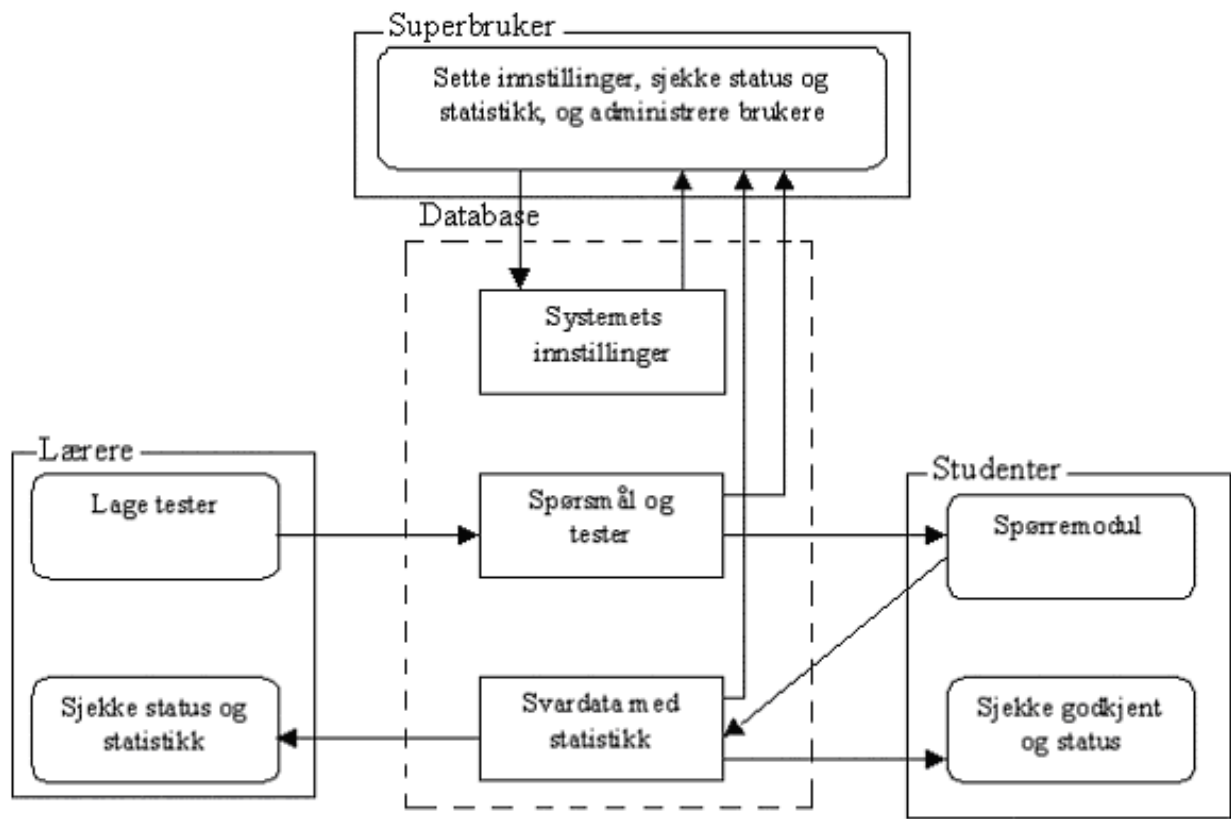 Superbruker
Sette innstillinger, sjekke status og
statistikk, og administrere brukere
Database
Systemets
innstillinger
Lærere
Lage tester
Spørsmål og
tester
Studenter
Spørremodul
Sjekke status og
statistikk
Svardata med
statistikk
Sjekke godkjent
og status